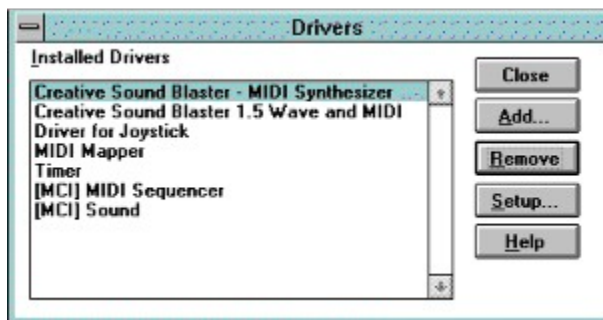 Drivers
Installed Drivers
Creative Sound Blaster - MIDI Synthesizer
Creative Sound Blaster 1.5 Wave and MIDI
Driver for Joystick
MIDI Mapper
Timer
[MCI] MIDI Sequencer
[MCI] Sound
Close
Add...
Remove
Setup...
Help